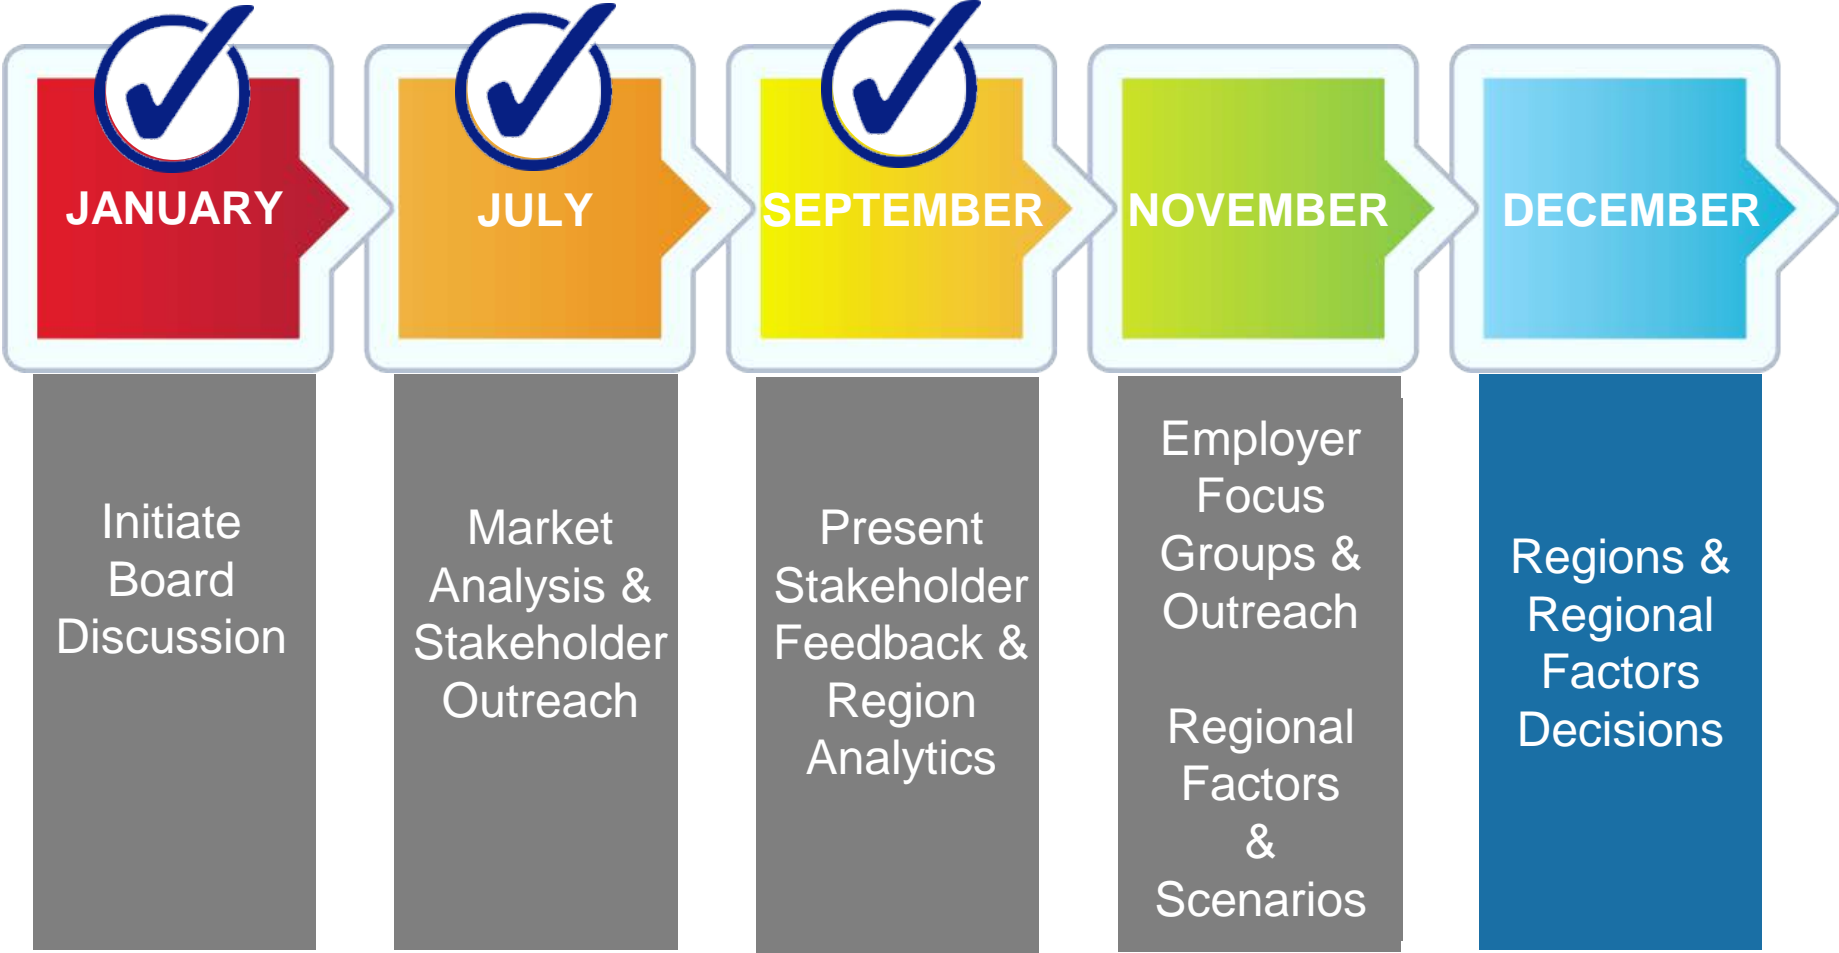 JANUARY
JULY
SEPTEMBER
NOVEMBER
DECEMBER
Initiate
Board
Discussion
Market
Analysis &
Stakeholder
Outreach
Present
Stakeholder
Feedback &
Region
Analytics
Employer
Focus
Groups &
Outreach
Regional
Factors
&
Scenarios
Regions &
Regional
Factors
Decisions